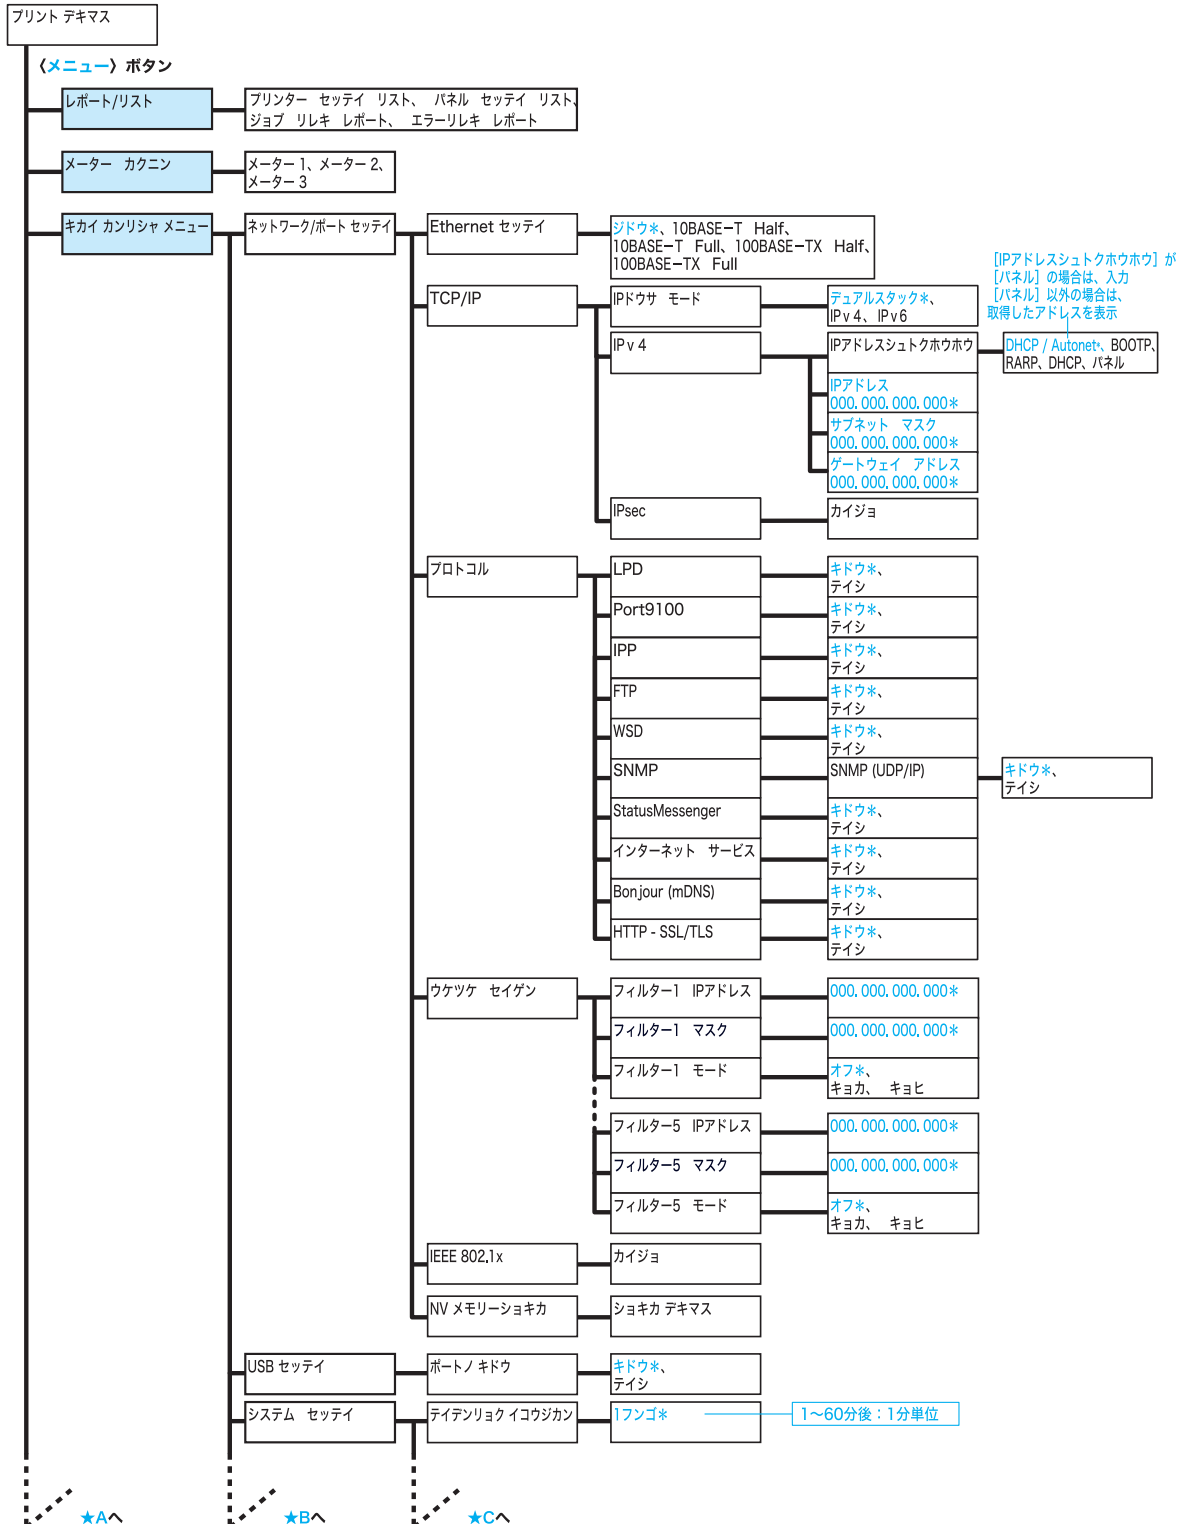 プリント デキマス
〈メニュー〉ボタン
レポート/リスト
プリンター セッテイ リスト、 パネル セッテイ リスト、
ジョブ リレキ レポート、 エラーリレキ レポート
メーター カクニン
メーター 1、メーター 2、
メーター 3
キカイ カンリシャ メニュー
ネットワーク/ポート セッテイ
Ethernet セッテイ
ジドウ＊、10BASE－T Half、
10BASE－T Full、100BASE－TX Half、
100BASE－TX Full
TCP/IP
IPドウサ モード
デュアルスタック＊、
IPv 4、 IPv 6
[IPアドレスシュトクホウホウ] が
[パネル] の場合は、入力
[パネル] 以外の場合は、
取得したアドレスを表示
IPv 4
IPアドレスシュトクホウホウ
DHCP / Autonet＊、BOOTP、
RARP、DHCP、パネル
IPアドレス
000.000.000.000＊
サブネット マスク
000.000.000.000＊
ゲートウェイ アドレス
000.000.000.000＊
IPsec
カイジョ
プロトコル
LPD
キドウ＊、
テイシ
Port9100
キドウ＊、
テイシ
IPP
キドウ＊、
テイシ
FTP
キドウ＊、
テイシ
WSD
キドウ＊、
テイシ
SNMP
SNMP (UDP/IP)
キドウ＊、
テイシ
StatusMessenger
キドウ＊、
テイシ
インターネット サービス
キドウ＊、
テイシ
Bonjour (mDNS)
キドウ＊、
テイシ
HTTP - SSL/TLS
キドウ＊、
テイシ
ウケツケ セイゲン
フィルター1 IPアドレス
000.000.000.000＊
フィルター1 マスク
000.000.000.000＊
フィルター1 モード
オフ＊、
キョカ、 キョヒ
フィルター5 IPアドレス
000.000.000.000＊
フィルター5 マスク
000.000.000.000＊
フィルター5 モード
オフ＊、
キョカ、 キョヒ
IEEE 802.1x
カイジョ
NV メモリーショキカ
ショキカ デキマス
USB セッテイ
ポートノ キドウ
キドウ＊、
テイシ
システム セッテイ
テイデンリョク イコウジカン
1フンゴ＊
1～60分後：1分単位
★Aへ
★Bへ
★Cへ